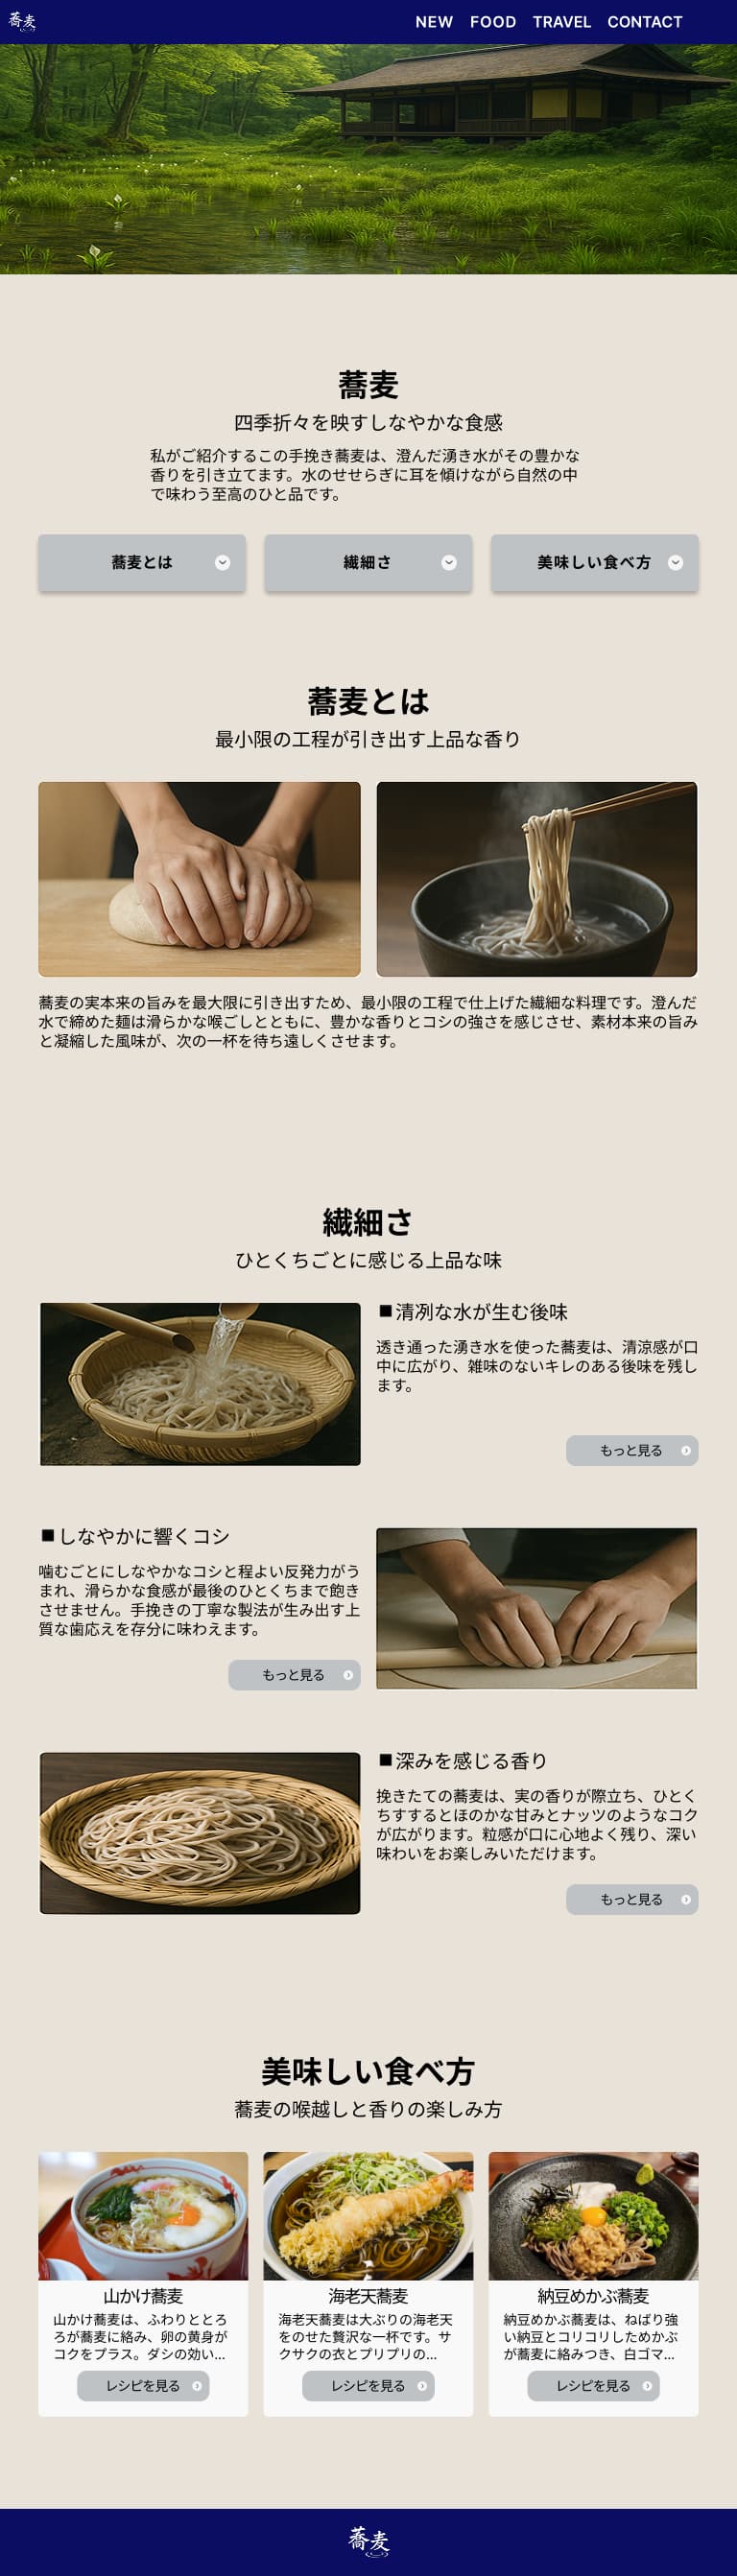 蕎麦
NEW FOOD TRAVEL CONTACT
蕎麦
四季折々を映すしなやかな食感
私がご紹介するこの手挽き蕎麦は、澄んだ湧き水がその豊かな
香りを引き立てます。水のせせらぎに耳を傾けながら自然の中
で味わう至高のひと品です。
蕎麦とは
繊細さ
美味しい食べ方
蕎麦とは
最小限の工程が引き出す上品な香り
蕎麦の実本来の旨みを最大限に引き出すため、最小限の工程で仕上げた繊細な料理です。澄んだ
水で締めた麺は滑らかな喉ごしとともに、豊かな香りとコシの強さを感じさせ、素材本来の旨み
と凝縮した風味が、次の一杯を待ち遠しくさせます。
繊細さ
ひとくちごとに感じる上品な味
■清冽な水が生む後味
透き通った湧き水を使った蕎麦は、清涼感が口
中に広がり、雑味のないキレのある後味を残し
ます。
もっと見る
■しなやかに響くコシ
噛むごとにしなやかなコシと程よい反発力がう
まれ、滑らかな食感が最後のひとくちまで飽き
させません。手挽きの丁寧な製法が生み出す上
質な歯応えを存分に味わえます。
もっと見る
■深みを感じる香り
挽きたての蕎麦は、実の香りが際立ち、ひとく
ちすするとほのかな甘みとナッツのようなコク
が広がります。粒感が口に心地よく残り、深い
味わいをお楽しみいただけます。
もっと見る
美味しい食べ方
蕎麦の喉越しと香りの楽しみ方
山かけ蕎麦
山かけ蕎麦は、ふわりととろ
ろが蕎麦に絡み、卵の黄身が
コクをプラス。ダシの効い...
レシピを見る
海老天蕎麦
海老天蕎麦は大ぶりの海老天
をのせた贅沢な一杯です。サ
クサクの衣とプリプリの...
レシピを見る
納豆めかぶ蕎麦
納豆めかぶ蕎麦は、ねばり強
い納豆とコリコリしためかぶ
が蕎麦に絡みつき、白ゴマ...
レシピを見る
蕎麦